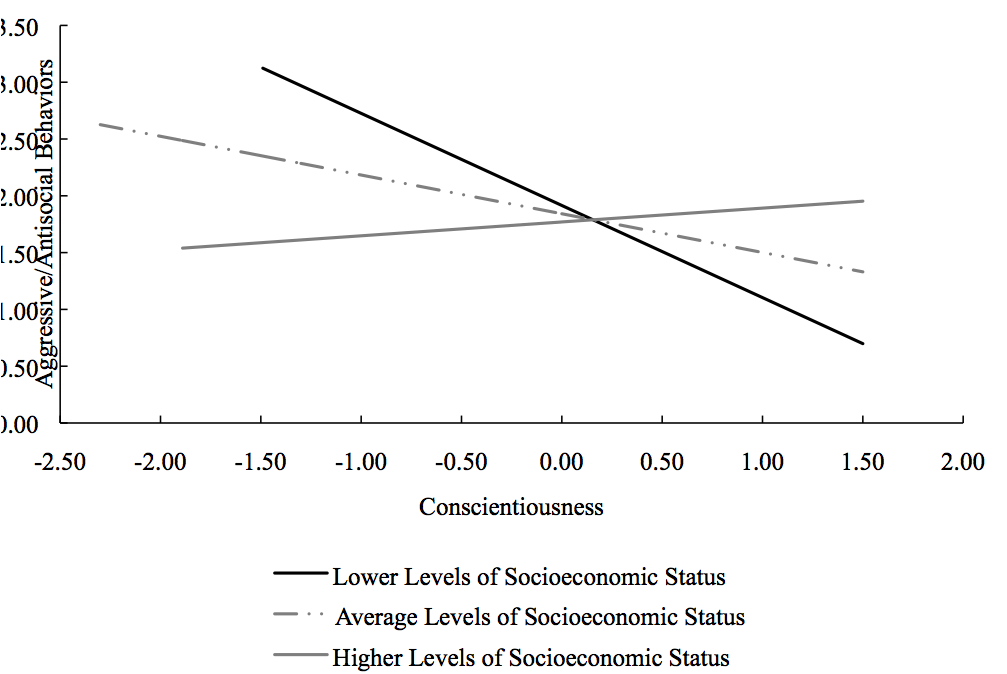 3.50
3.00
2.50
2.00
1.50
1.00
0.50
0.00
Aggressive/Antisocial Behaviors
-2.50 -2.00 -1.50 -1.00 -0.50 0.00 0.50 1.00 1.50 2.00
Conscientiousness
Lower Levels of Socioeconomic Status
Average Levels of Socioeconomic Status
Higher Levels of Socioeconomic Status